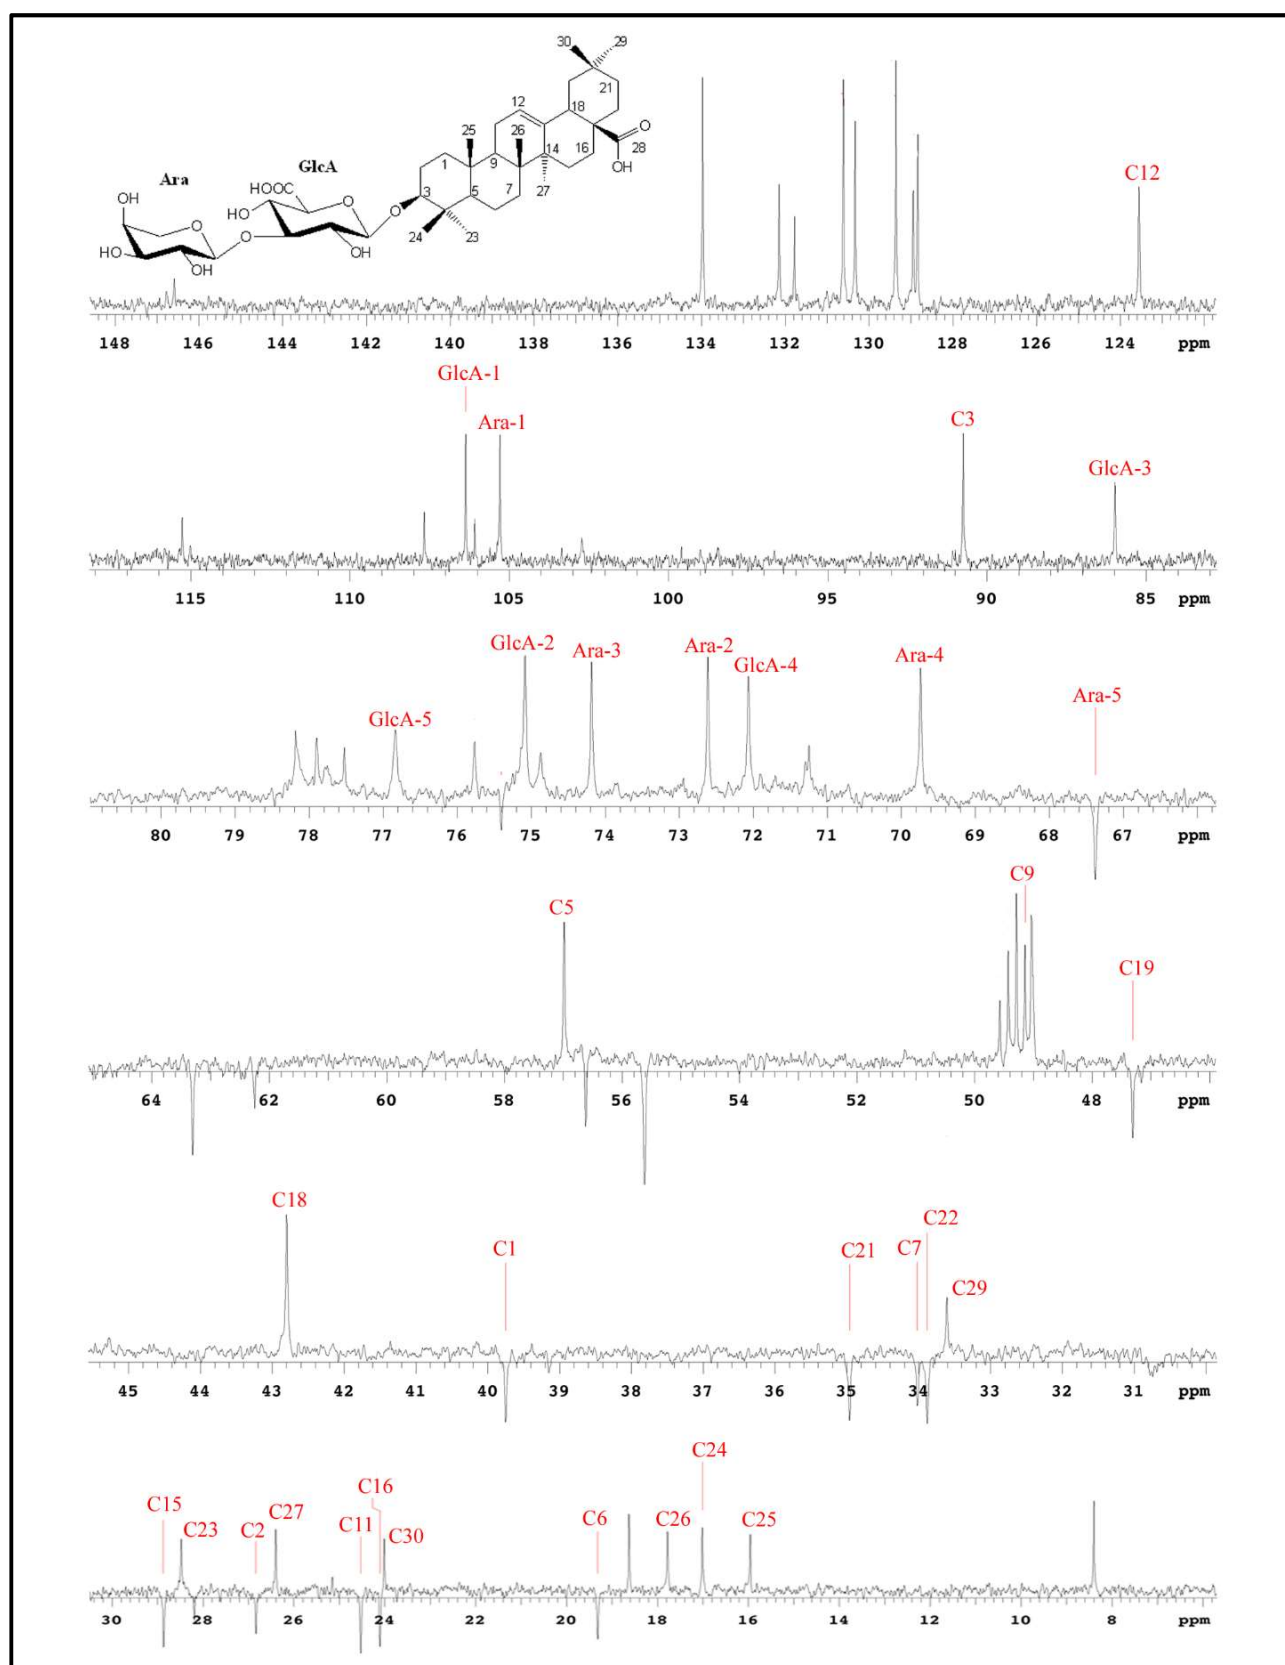 30 29
12 21
18
25 26 O
GlcA 1 9 14 16 28
OH
Ara HOOC O 3 5 7 27
OH HO O O
O 24 23
HO OH O OH
C12
148 146 144 142 140 138 136 134 132 130 128 126 124 ppm
GlcA-1
Ara-1 C3
GlcA-3
115 110 105 100 95 90 85 ppm
GlcA-2 Ara-3 Ara-2 GlcA-4 Ara-4
GlcA-5 Ara-5
80 79 78 77 76 75 74 73 72 71 70 69 68 67 ppm
C9
C5
C19
64 62 60 58 56 54 52 50 48 ppm
C18 C22
C1 C21 C7
C29
45 44 43 42 41 40 39 38 37 36 35 34 33 32 31 ppm
C24
C16
C15 C27
C23 C2 C11 C30 C6 C26 C25
30 28 26 24 22 20 18 16 14 12 10 8 ppm